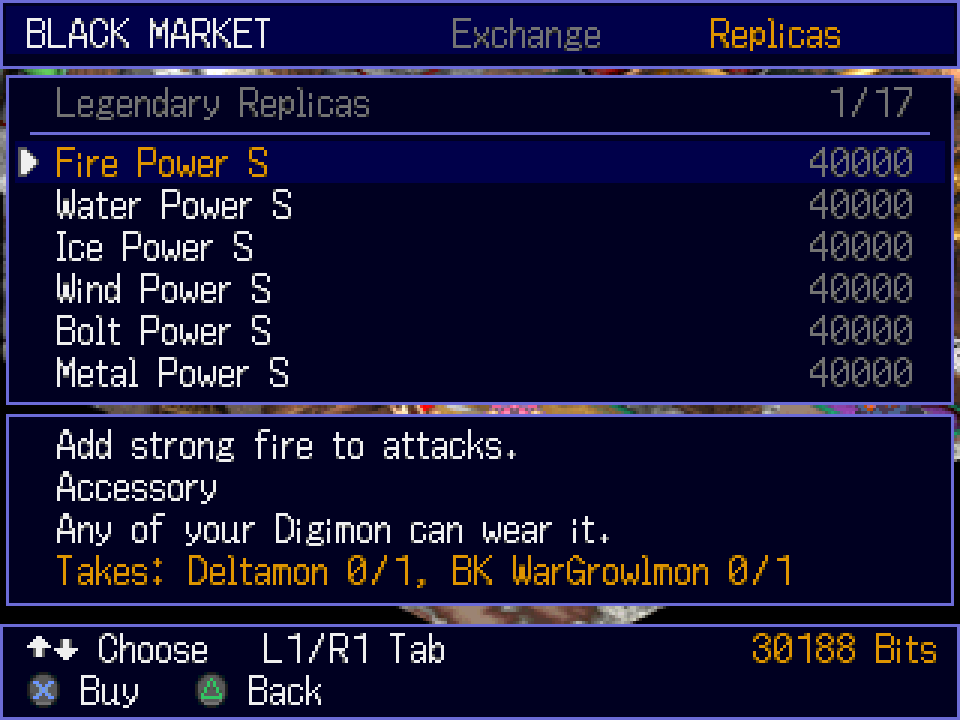 BLACK MARKET Exchange Replicas
Legendary Replicas 1/17
Fire Power S 40000
Water Power S 40000
Ice Power S 40000
Wind Power S 40000
Bolt Power S 40000
Metal Power S 40000
Add strong fire to attacks.
Accessory
Any of your Digimon can wear it.
Takes: Deltamon 0/1, BK WarGrowlmon 0/1
Choose L1/R1 Tab 30188 Bits
Buy Back